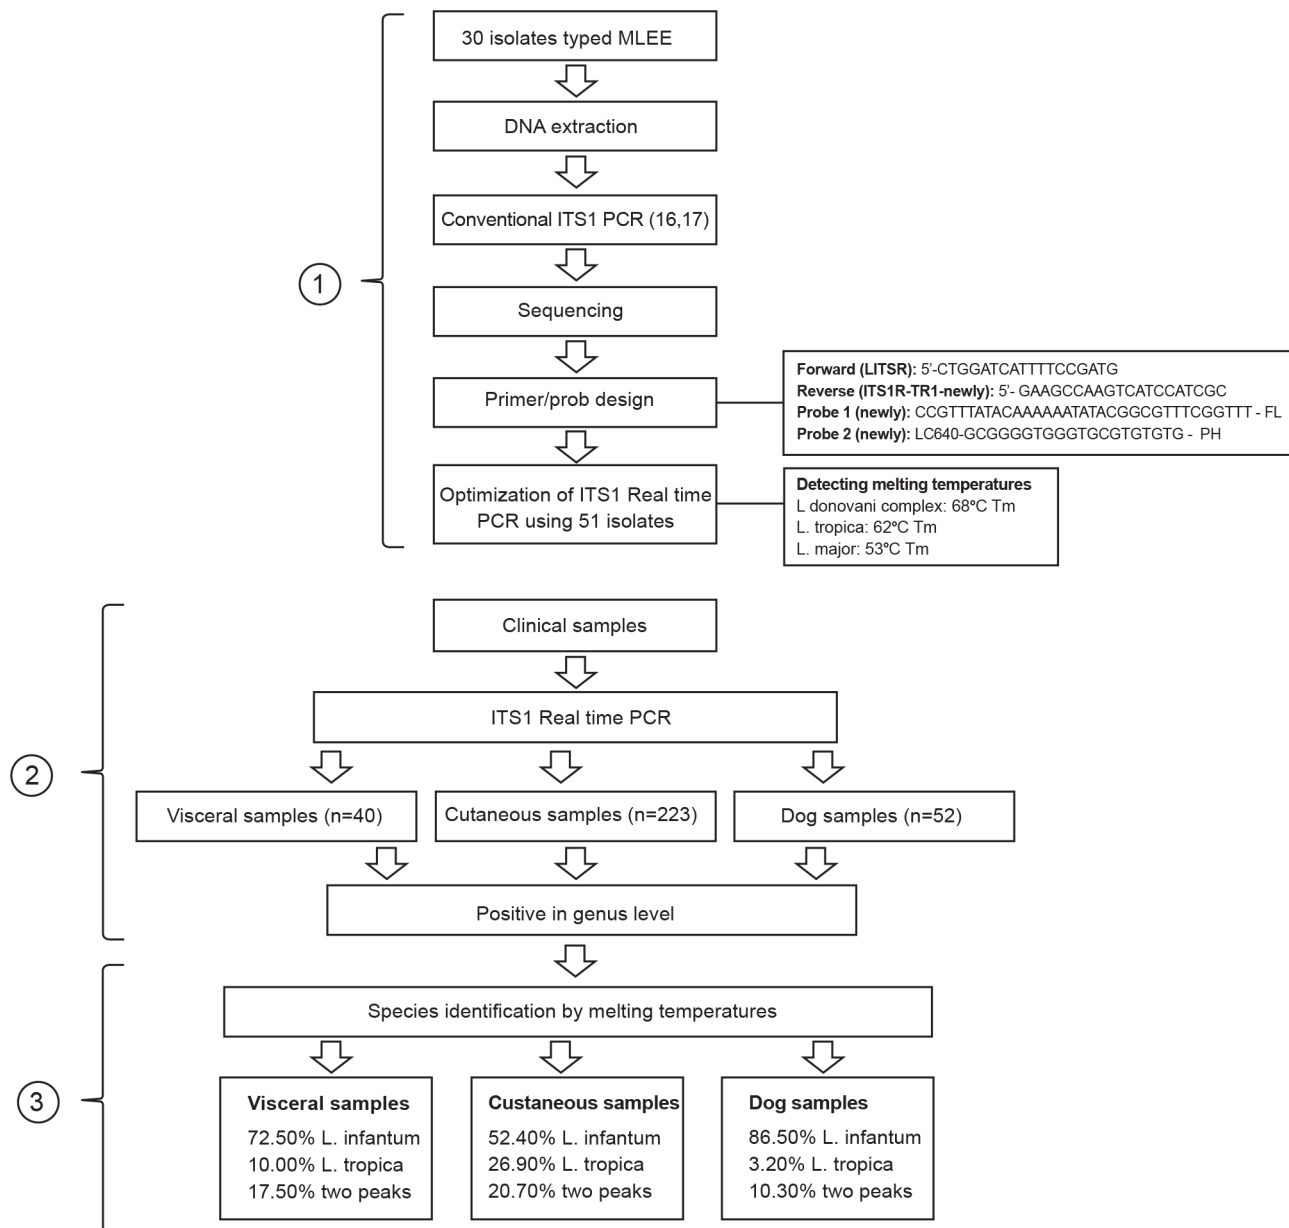 30 isolates typed MLEE
DNA extraction
Conventional ITS1 PCR (16,17)
1
Sequencing
Primer/prob design
Forward (LITSR): 5'-CTGGATCATTTTCCGATG
Reverse (ITS1R-TR1-newly): 5'- GAAGCCAAGTCATCCATCGC
Probe 1 (newly): CCGTTTATACAAAAAATATACGGCGTTTCGGTTT - FL
Probe 2 (newly): LC640-GCGGGGTGGGTGCGTGTGTG - PH
Optimization of ITS1 Real time
PCR using 51 isolates
Detecting melting temperatures
L donovani complex: 68ºC Tm
L. tropica: 62ºC Tm
L. major: 53ºC Tm
Clinical samples
ITS1 Real time PCR
2
Visceral samples (n=40)
Cutaneous samples (n=223)
Dog samples (n=52)
Positive in genus level
Species identification by melting temperatures
3
Visceral samples
72.50% L. infantum
10.00% L. tropica
17.50% two peaks
Custaneous samples
52.40% L. infantum
26.90% L. tropica
20.70% two peaks
Dog samples
86.50% L. infantum
3.20% L. tropica
10.30% two peaks